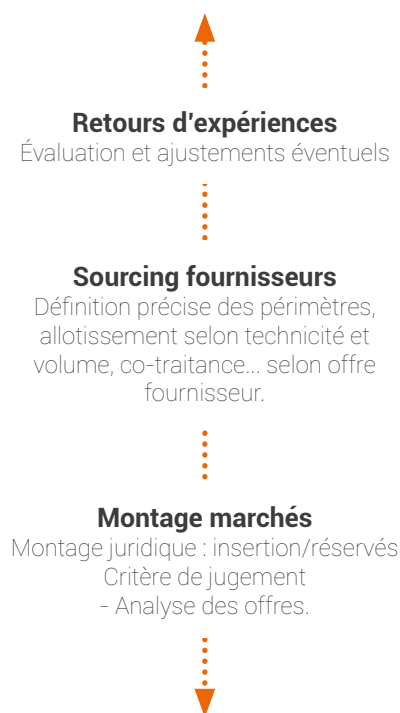 Retours d'expériences
Évaluation et ajustements éventuels
Sourcing fournisseurs
Définition précise des périmètres,
allotissement selon technicité et
volume, co-traitance... selon offre
fournisseur.
Montage marchés
Montage juridique : insertion/réservés
Critère de jugement
- Analyse des offres.